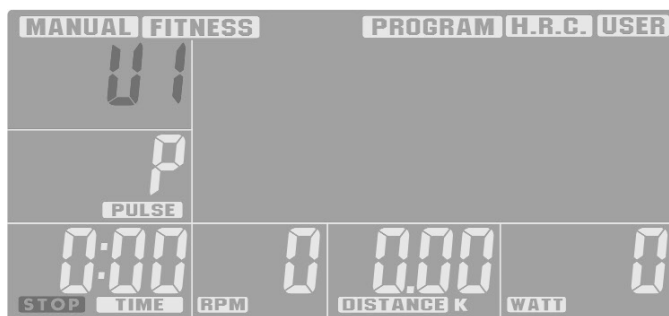 MANUAL FITNESS PROGRAM H.R.C. USER
U1
P
PULSE
0:00 0 0.00 0
STOP TIME RPM DISTANCE K WATT